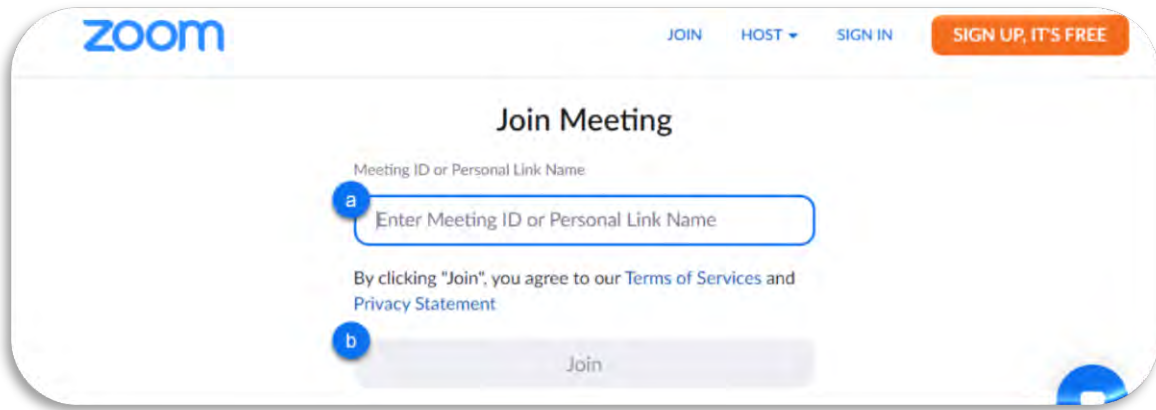 zoom
JOIN HOST SIGN IN SIGN UP, IT'S FREE
Join Meeting
Meeting ID or Personal Link Name
a
Enter Meeting ID or Personal Link Name
By clicking "Join", you agree to our Terms of Services and
Privacy Statement
b
Join